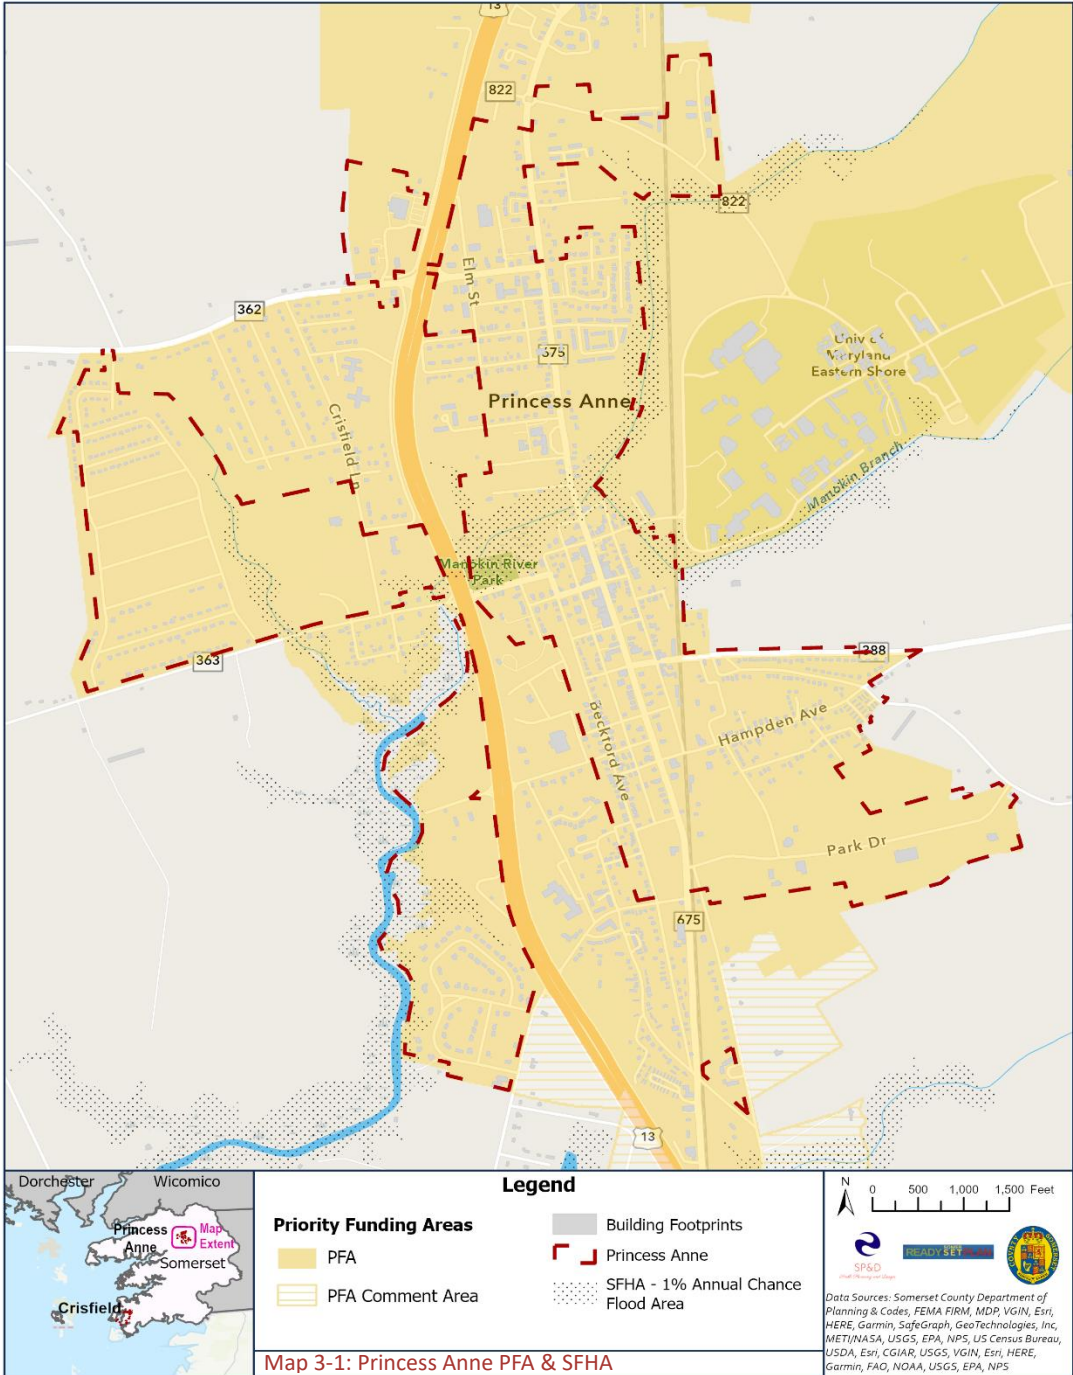 13
822
822
Elm St
362
675
Univ of
Maryland
Eastern Shore
Princess Anne
Crisfield Ln
Manokin Branch
Manokin River
Park
363
388
Hampden Ave
Beckford Ave
Park Dr
675
13
Dorchester
Wicomico
Princess
Anne
Map
Extent
Somerset
Crisfield
Legend
Priority Funding Areas
PFA
PFA Comment Area
Building Footprints
Princess Anne
SFHA - 1% Annual Chance
Flood Area
Map 3-1: Princess Anne PFA & SFHA
N
0 500 1,000 1,500 Feet
SP&D
READY SET
Data Sources: Somerset County Department of
Planning & Codes, FEMA FIRM, MDP, VGIN, Esri,
HERE, Garmin, SafeGraph, GeoTechnologies, Inc,
METI/NASA, USGS, EPA, NPS, US Census Bureau,
USDA, Esri, CGIAR, USGS, VGIN, Esri, HERE,
Garmin, FAO, NOAA, USGS, EPA, NPS